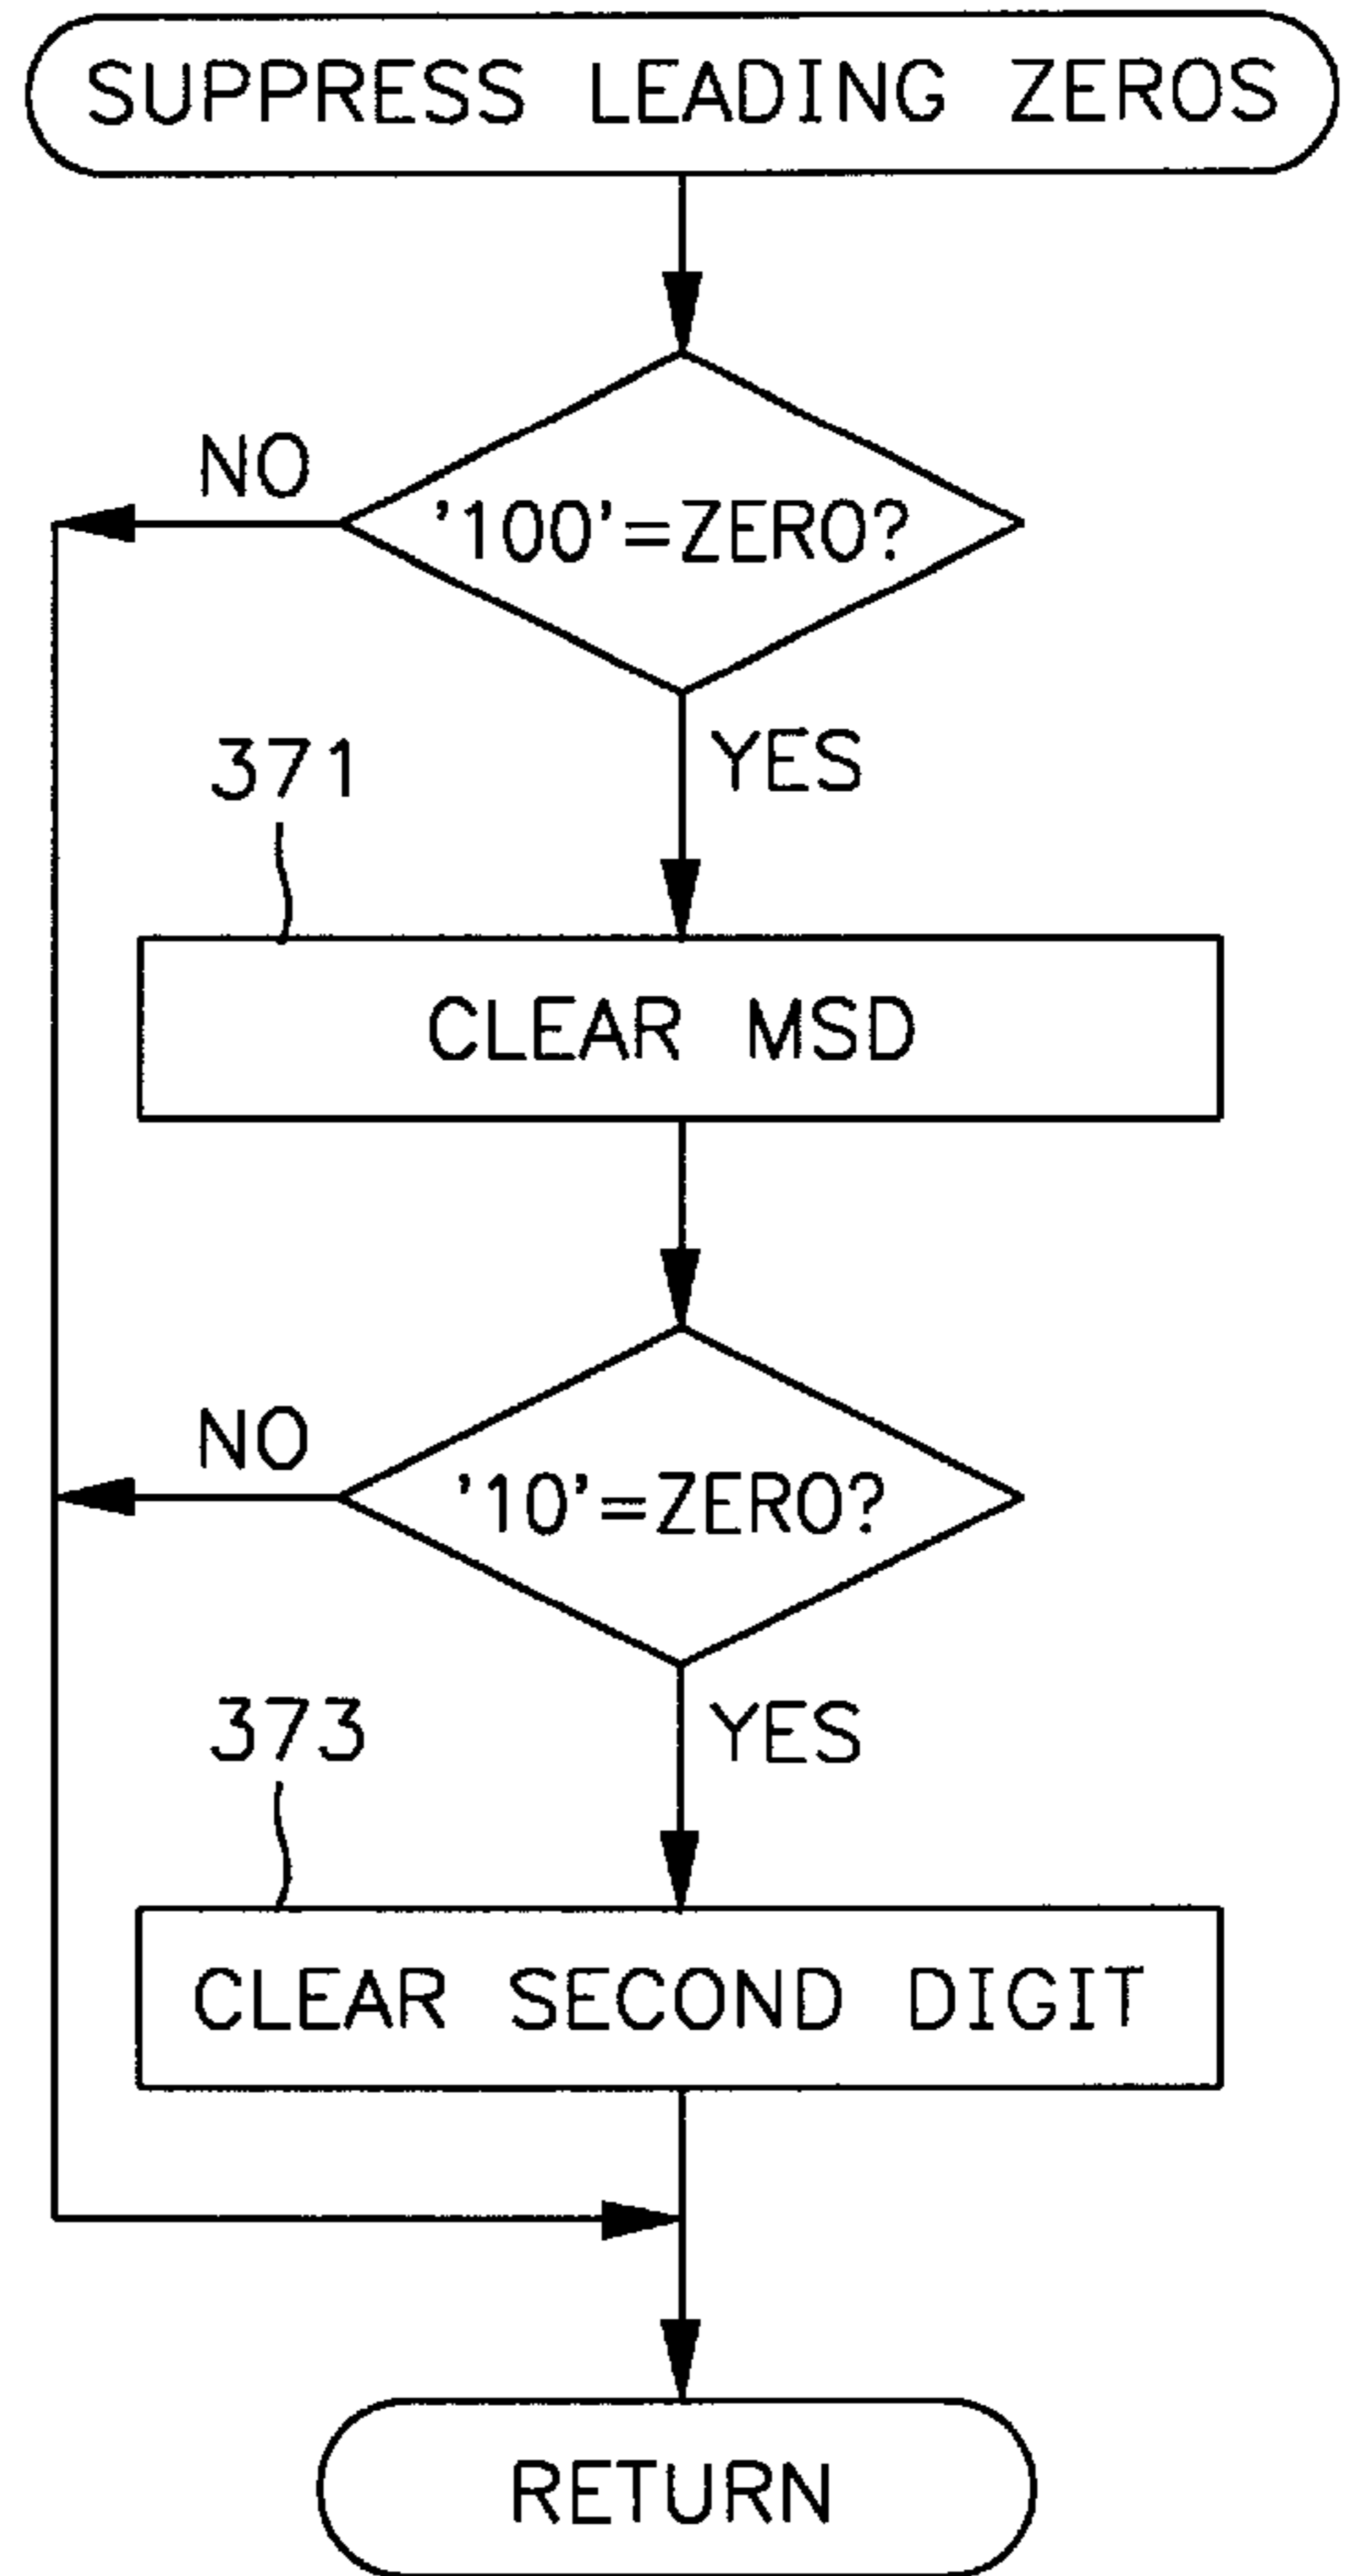 SUPPRESS LEADING ZEROS
NO
'100'=ZERO?
YES
371
CLEAR MSD
NO
'10'=ZERO?
YES
373
CLEAR SECOND DIGIT
RETURN